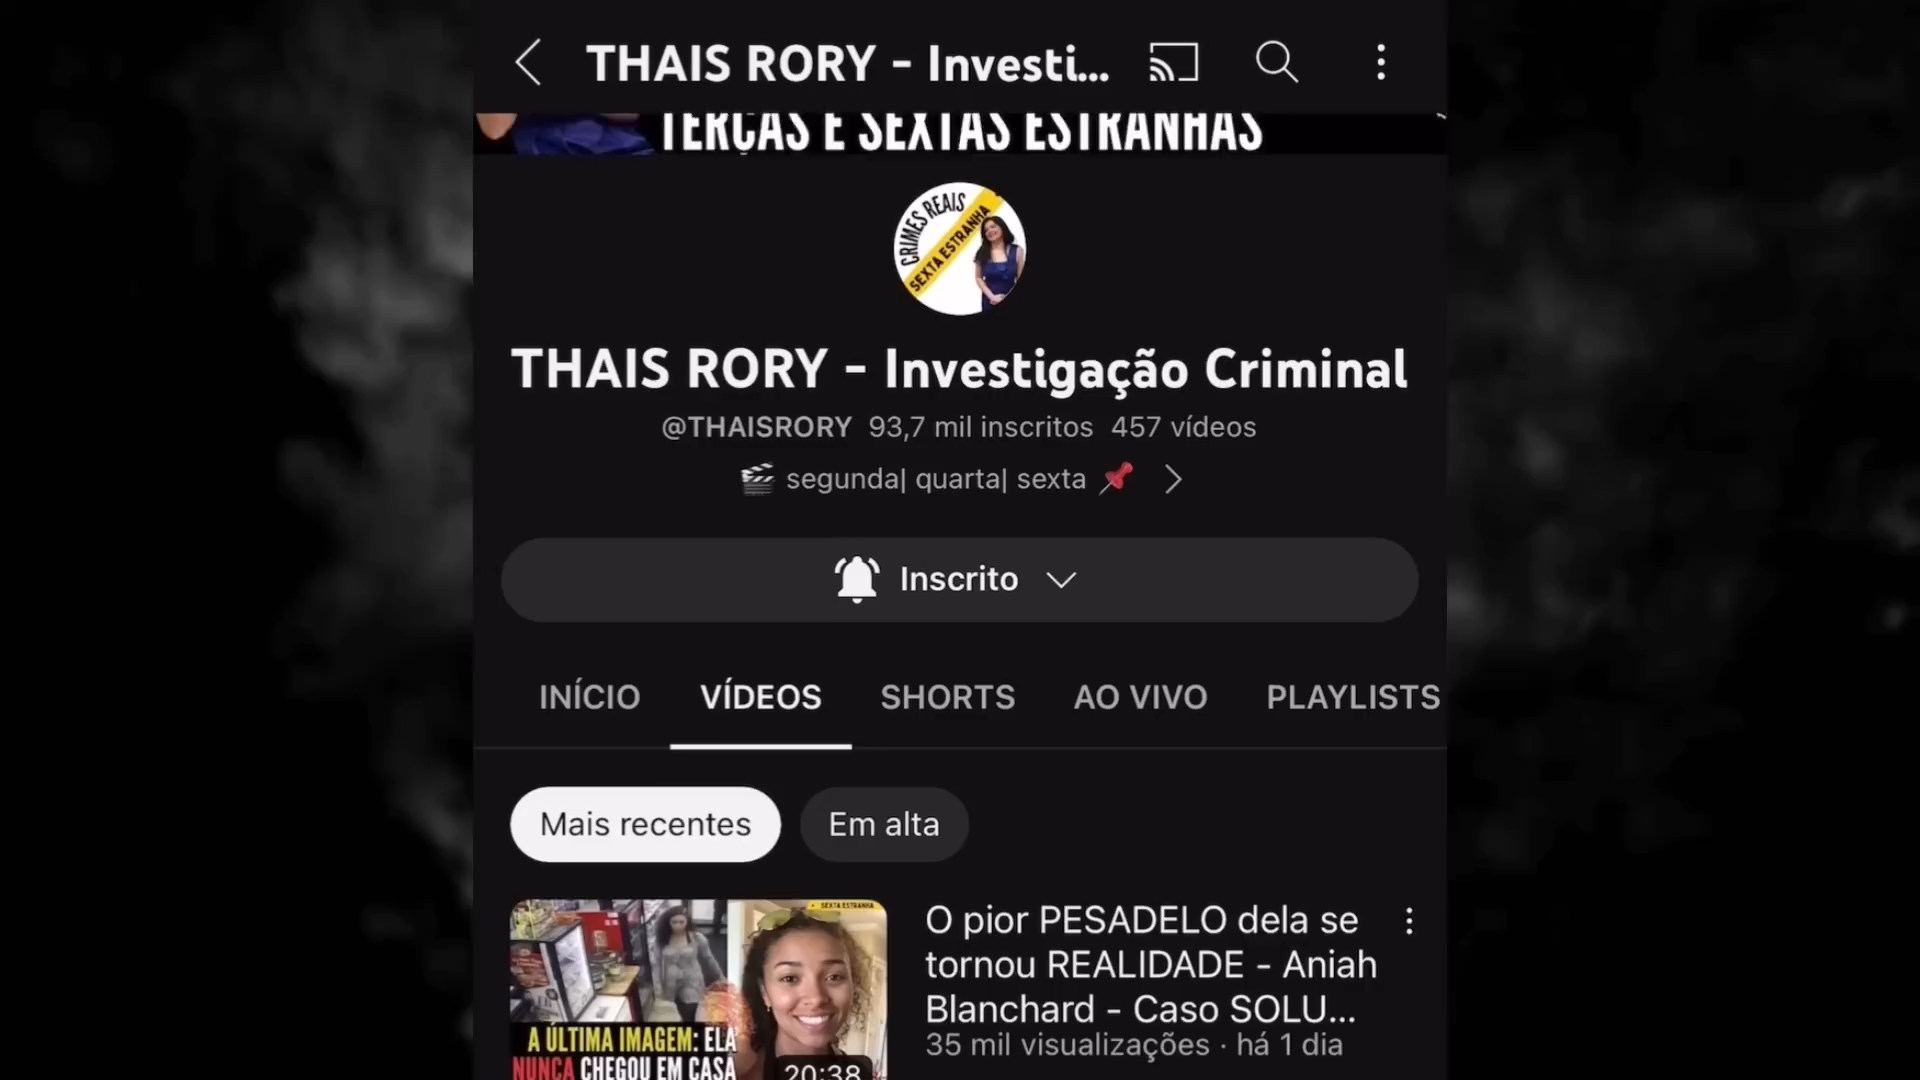 THAIS RORY - Investi...
TERÇAS E SEXTAS ESTRANHAS
CRIMES REAIS
SEXTA ESTRANHA
THAIS RORY - Investigação Criminal
@THAISRORY 93,7 mil inscritos 457 vídeos
segunda| quarta| sexta
Inscrito
INÍCIO VÍDEOS SHORTS AO VIVO PLAYLISTS
Mais recentes Em alta
SEXTA ESTRANHA
A ÚLTIMA IMAGEM: ELA
NUNCA CHEGOU EM CASA
20:38
O pior PESADELO dela se
tornou REALIDADE - Aniah
Blanchard - Caso SOLU...
35 mil visualizações · há 1 dia